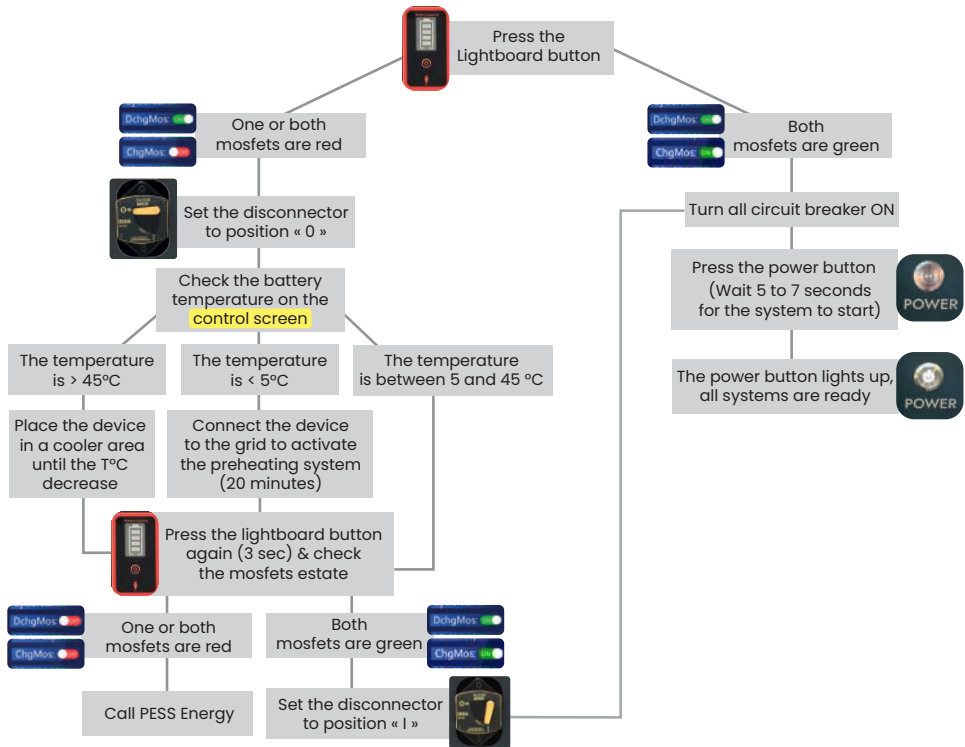 Press the
Lightboard button
DchgMos: ON
ChgMos:
One or both
mosfets are red
DchgMos:
ChgMos: ON
Both
mosfets are green
Set the disconnector
to position « 0 »
Turn all circuit breaker ON
Check the battery
temperature on the
control screen
Press the power button
(Wait 5 to 7 seconds
for the system to start)
POWER
The temperature
is > 45°C
The temperature
is < 5°C
The temperature
is between 5 and 45 °C
The power button lights up,
all systems are ready
POWER
Place the device
in a cooler area
until the T°C
decrease
Connect the device
to the grid to activate
the preheating system
(20 minutes)
Press the lightboard button
again (3 sec) & check
the mosfets estate
DchgMos:
ChgMos:
One or both
mosfets are red
Both
mosfets are green
DchgMos:
ChgMos:
Call PESS Energy
Set the disconnector
to position « I »